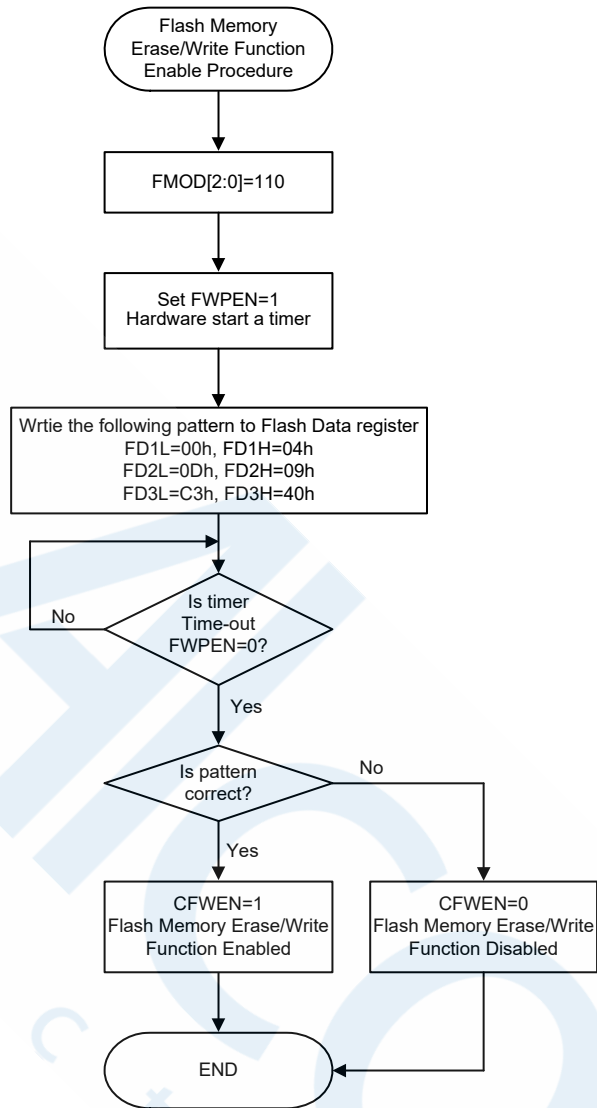 Flash Memory
Erase/Write Function
Enable Procedure
FMOD[2:0]=110
Set FWPEN=1
Hardware start a timer
Wrtie the following pattern to Flash Data register
FD1L=00h, FD1H=04h
FD2L=0Dh, FD2H=09h
FD3L=C3h, FD3H=40h
Is timer
Time-out
FWPEN=0?
No
Yes
Is pattern
correct?
No
Yes
CFWEN=1
Flash Memory Erase/Write
Function Enabled
CFWEN=0
Flash Memory Erase/Write
Function Disabled
END